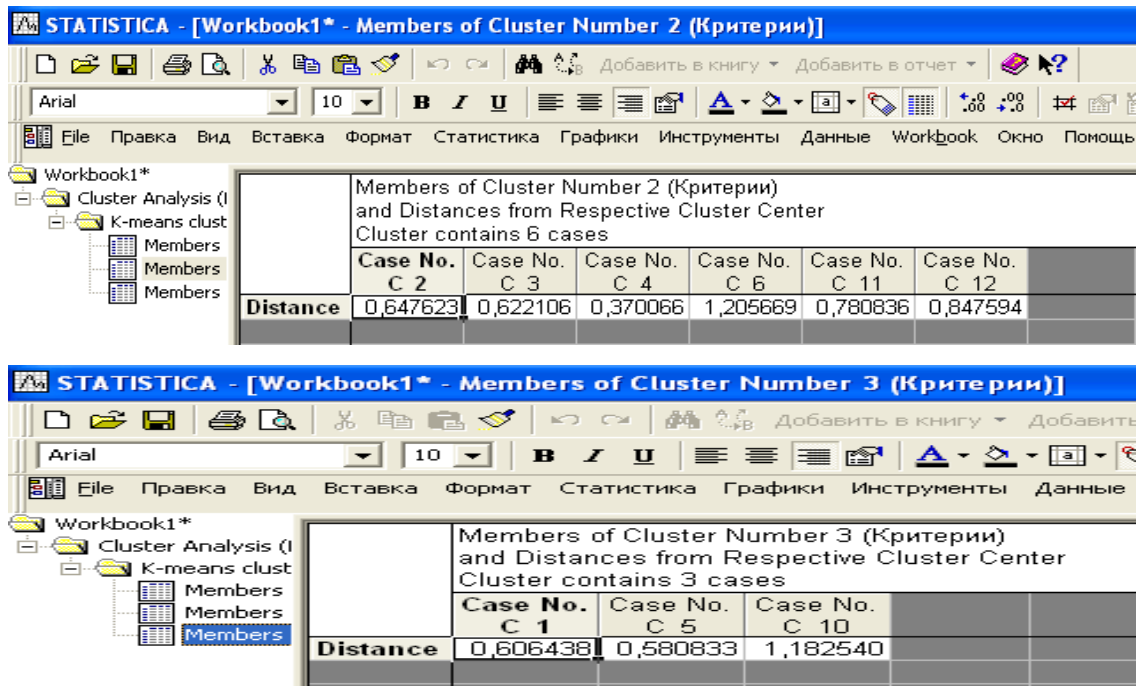 STATISTICA - [Workbook1* - Members of Cluster Number 2 (Критерии)]
Добавить в книгу Добавить в отчет
Arial 10 B I U
File Правка Вид Вставка Формат Статистика Графики Инструменты Данные Workbook Окно Помощь
Workbook1*
Cluster Analysis (
K-means clust
Members
Members
Members
Members of Cluster Number 2 (Критерии)
and Distances from Respective Cluster Center
Cluster contains 6 cases
Case No. Case No. Case No. Case No. Case No. Case No.
C 2 C 3 C 4 C 6 C 11 C 12
Distance 0,647623 0,622106 0,370066 1,205669 0,780836 0,847594
STATISTICA - [Workbook1* - Members of Cluster Number 3 (Критерии)]
Добавить в книгу Добавить
Arial 10 B I U
File Правка Вид Вставка Формат Статистика Графики Инструменты Данные
Workbook1*
Cluster Analysis (
K-means clust
Members
Members
Members
Members of Cluster Number 3 (Критерии)
and Distances from Respective Cluster Center
Cluster contains 3 cases
Case No. Case No. Case No.
C 1 C 5 C 10
Distance 0,606438 0,580833 1,182540